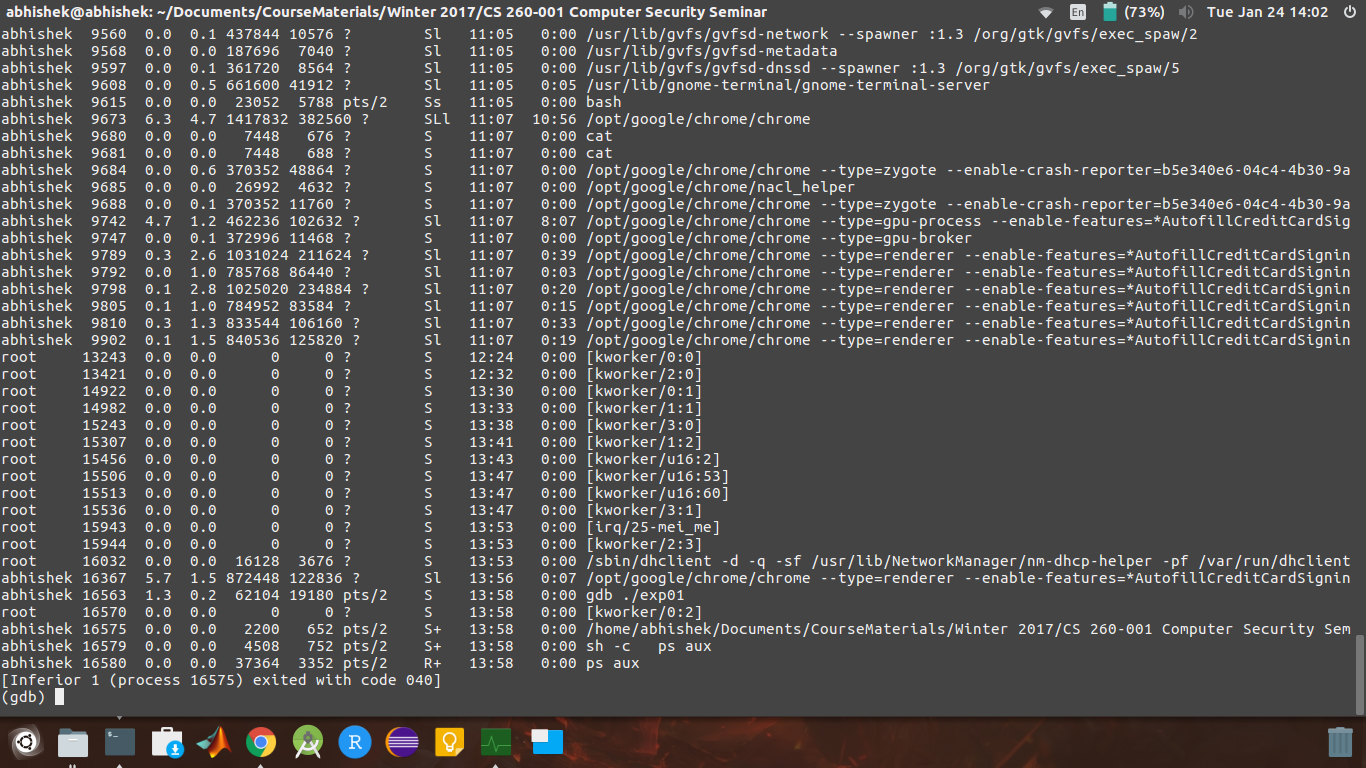 abhishek@abhishek: ~/Documents/CourseMaterials/Winter 2017/CS 260-001 Computer Security Seminar En (73%) Tue Jan 24 14:02
abhishek  9560  0.0  0.1 437844 10576 ?        Sl   11:05   0:00 /usr/lib/gvfs/gvfsd-network --spawner :1.3 /org/gtk/gvfs/exec_spaw/2
abhishek  9568  0.0  0.0 187696  7040 ?        Sl   11:05   0:00 /usr/lib/gvfs/gvfsd-metadata
abhishek  9597  0.0  0.1 361720  8564 ?        Sl   11:05   0:00 /usr/lib/gvfs/gvfsd-dnssd --spawner :1.3 /org/gtk/gvfs/exec_spaw/5
abhishek  9608  0.0  0.5 661600 41912 ?        Sl   11:05   0:05 /usr/lib/gnome-terminal/gnome-terminal-server
abhishek  9615  0.0  0.0  23052  5788 pts/2    Ss   11:05   0:00 bash
abhishek  9673  6.3  4.7 1417832 382560 ?      SLl  11:07  10:56 /opt/google/chrome/chrome
abhishek  9680  0.0  0.0   7448   676 ?        S    11:07   0:00 cat
abhishek  9681  0.0  0.0   7448   688 ?        S    11:07   0:00 cat
abhishek  9684  0.0  0.6 370352 48864 ?        S    11:07   0:00 /opt/google/chrome/chrome --type=zygote --enable-crash-reporter=b5e340e6-04c4-4b30-9a
abhishek  9685  0.0  0.0  26992  4632 ?        S    11:07   0:00 /opt/google/chrome/nacl_helper
abhishek  9688  0.0  0.1 370352 11760 ?        S    11:07   0:00 /opt/google/chrome/chrome --type=zygote --enable-crash-reporter=b5e340e6-04c4-4b30-9a
abhishek  9742  4.7  1.2 462236 102632 ?       Sl   11:07   8:07 /opt/google/chrome/chrome --type=gpu-process --enable-features=*AutofillCreditCardSig
abhishek  9747  0.0  0.1 372996 11468 ?        S    11:07   0:00 /opt/google/chrome/chrome --type=gpu-broker
abhishek  9789  0.3  2.6 1031024 211624 ?      Sl   11:07   0:39 /opt/google/chrome/chrome --type=renderer --enable-features=*AutofillCreditCardSignin
abhishek  9792  0.0  1.0 785768 86440 ?        Sl   11:07   0:03 /opt/google/chrome/chrome --type=renderer --enable-features=*AutofillCreditCardSignin
abhishek  9798  0.1  2.8 1025020 234884 ?      Sl   11:07   0:20 /opt/google/chrome/chrome --type=renderer --enable-features=*AutofillCreditCardSignin
abhishek  9805  0.1  1.0 784952 83584 ?        Sl   11:07   0:15 /opt/google/chrome/chrome --type=renderer --enable-features=*AutofillCreditCardSignin
abhishek  9810  0.3  1.3 833544 106160 ?       Sl   11:07   0:33 /opt/google/chrome/chrome --type=renderer --enable-features=*AutofillCreditCardSignin
abhishek  9902  0.1  1.5 840536 125820 ?       Sl   11:07   0:19 /opt/google/chrome/chrome --type=renderer --enable-features=*AutofillCreditCardSignin
root     13243  0.0  0.0      0     0 ?        S    12:24   0:00 [kworker/0:0]
root     13421  0.0  0.0      0     0 ?        S    12:32   0:00 [kworker/2:0]
root     14922  0.0  0.0      0     0 ?        S    13:30   0:00 [kworker/0:1]
root     14982  0.0  0.0      0     0 ?        S    13:33   0:00 [kworker/1:1]
root     15243  0.0  0.0      0     0 ?        S    13:38   0:00 [kworker/3:0]
root     15307  0.0  0.0      0     0 ?        S    13:41   0:00 [kworker/1:2]
root     15456  0.0  0.0      0     0 ?        S    13:43   0:00 [kworker/u16:2]
root     15506  0.0  0.0      0     0 ?        S    13:47   0:00 [kworker/u16:53]
root     15513  0.0  0.0      0     0 ?        S    13:47   0:00 [kworker/u16:60]
root     15536  0.0  0.0      0     0 ?        S    13:47   0:00 [kworker/3:1]
root     15943  0.0  0.0      0     0 ?        S    13:53   0:00 [irq/25-mei_me]
root     15944  0.0  0.0      0     0 ?        S    13:53   0:00 [kworker/2:3]
root     16032  0.0  0.0  16128  3676 ?        S    13:53   0:00 /sbin/dhclient -d -q -sf /usr/lib/NetworkManager/nm-dhcp-helper -pf /var/run/dhclient
abhishek 16367  5.7  1.5 872448 122836 ?       Sl   13:56   0:07 /opt/google/chrome/chrome --type=renderer --enable-features=*AutofillCreditCardSignin
abhishek 16563  1.3  0.2  62104 19180 pts/2    S    13:58   0:00 gdb ./exp01
root     16570  0.0  0.0      0     0 ?        S    13:58   0:00 [kworker/0:2]
abhishek 16575  0.0  0.0   2200   652 pts/2    S+   13:58   0:00 /home/abhishek/Documents/CourseMaterials/Winter 2017/CS 260-001 Computer Security Sem
abhishek 16579  0.0  0.0   4508   752 pts/2    S+   13:58   0:00 sh -c   ps aux
abhishek 16580  0.0  0.0  37364  3352 pts/2    R+   13:58   0:00 ps aux
[Inferior 1 (process 16575) exited with code 040]
(gdb)